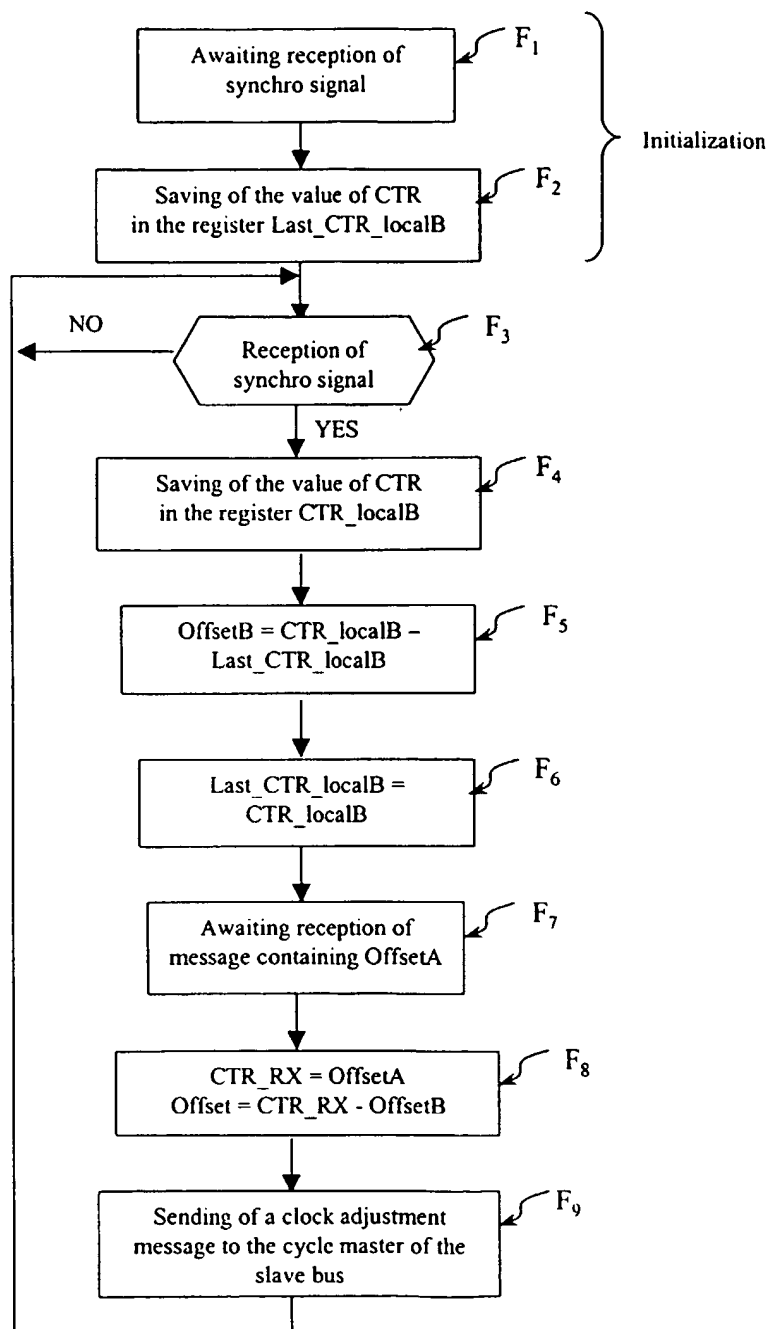 Awaiting reception of
synchro signal
F1
Initialization
Saving of the value of CTR
in the register Last_CTR_localB
F2
NO
Reception of
synchro signal
F3
YES
Saving of the value of CTR
in the register CTR_localB
F4
OffsetB = CTR_localB –
Last_CTR_localB
F5
Last_CTR_localB =
CTR_localB
F6
Awaiting reception of
message containing OffsetA
F7
CTR_RX = OffsetA
Offset = CTR_RX - OffsetB
F8
Sending of a clock adjustment
message to the cycle master of the
slave bus
F9